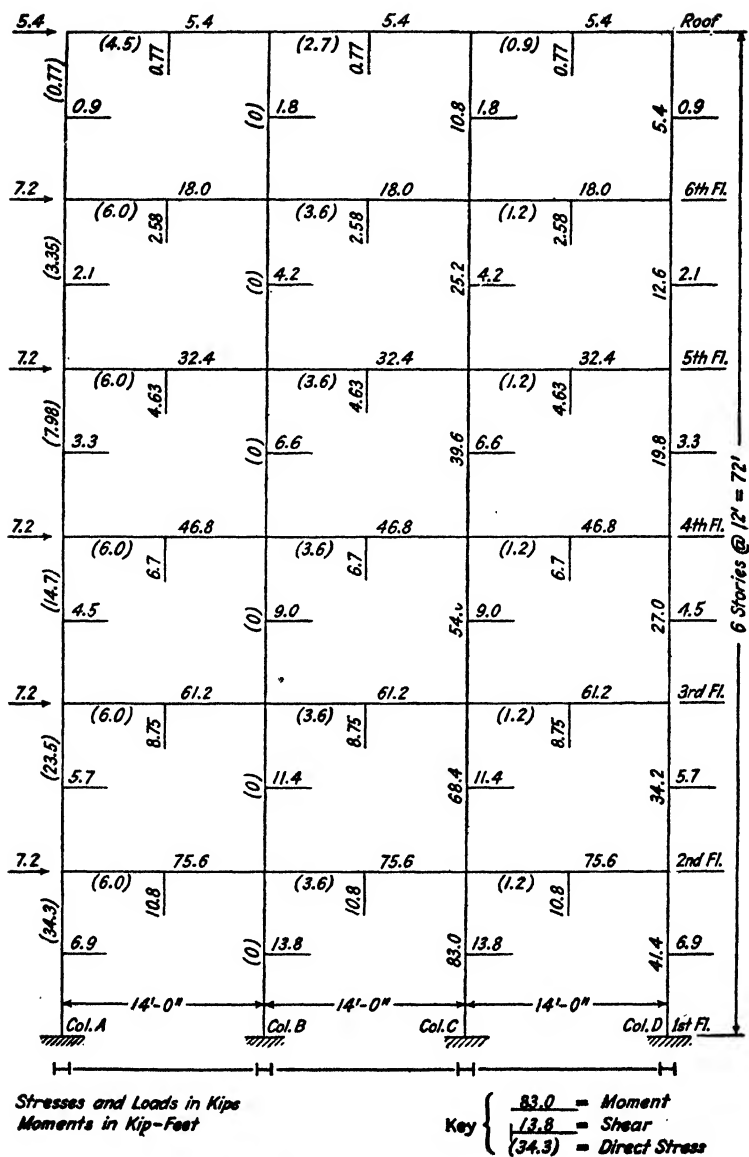 5.4 5.4 5.4 5.4 Roof
(4.5) (2.7) (0.9)
(0.77) 0.77 0.77 0.77
0.9 (0) 1.8 10.8 1.8 5.4 0.9
7.2 18.0 18.0 18.0 6th Fl.
(6.0) (3.6) (1.2)
(3.35) 2.58 2.58 2.58
2.1 (0) 4.2 25.2 4.2 12.6 2.1
7.2 32.4 32.4 32.4 5th Fl.
(6.0) (3.6) (1.2)
(7.98) 4.63 4.63 4.63
3.3 (0) 6.6 39.6 6.6 19.8 3.3
7.2 46.8 46.8 46.8 4th Fl.
(6.0) (3.6) (1.2)
(14.7) 6.7 6.7 6.7
4.5 (0) 9.0 9.0 27.0 4.5
7.2 61.2 61.2 61.2 3rd Fl.
(6.0) (3.6) (1.2)
(23.5) 8.75 8.75 8.75
5.7 (0) 11.4 68.4 11.4 34.2 5.7
7.2 75.6 75.6 75.6 2nd Fl.
(6.0) (3.6) (1.2)
(34.3) 10.8 10.8 10.8
6.9 (0) 13.8 83.0 13.8 41.4 6.9
14'-0" 14'-0" 14'-0"
Col. A Col. B Col. C Col. D 1st Fl.
6 Stories @ 12' = 72'
Stresses and Loads in Kips
Moments in Kip-Feet
Key
83.0 = Moment
13.8 = Shear
(34.3) = Direct Stress